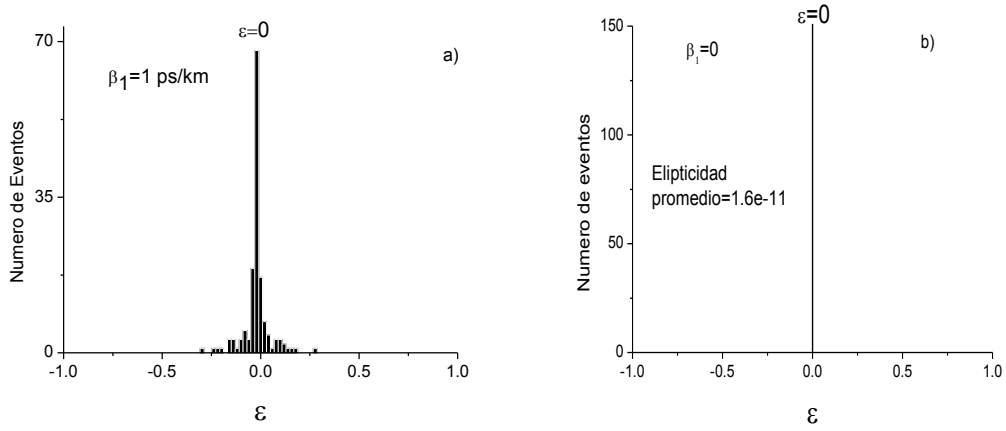 ε=0
a)
β1=1 ps/km
70
35
0
Numero de Eventos
-1.0 -0.5 0.0 0.5 1.0
ε
ε=0
b)
β1=0
150
100
50
0
Numero de eventos
Elipticidad
promedio=1.6e-11
-1.0 -0.5 0.0 0.5 1.0
ε